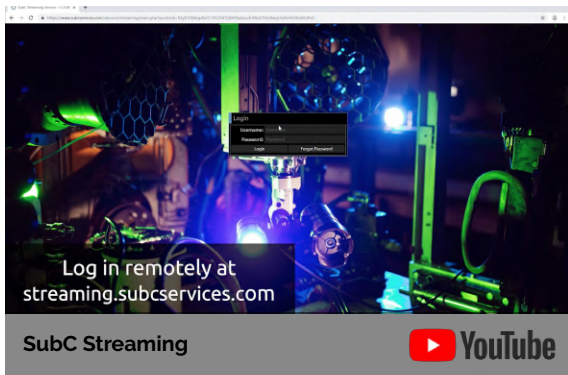 Login
Username:
Password:
Login Forgot Password
Log in remotely at
streaming.subcservices.com
SubC Streaming
YouTube